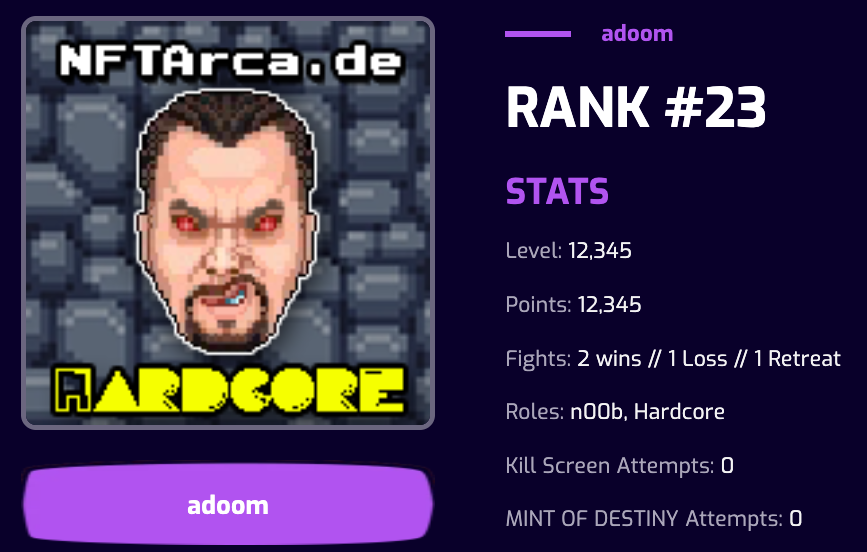 NFTArca.de
HARDCORE
adoom
adoom
RANK #23
STATS
Level: 12,345
Points: 12,345
Fights: 2 wins // 1 Loss // 1 Retreat
Roles: n00b, Hardcore
Kill Screen Attempts: 0
MINT OF DESTINY Attempts: 0